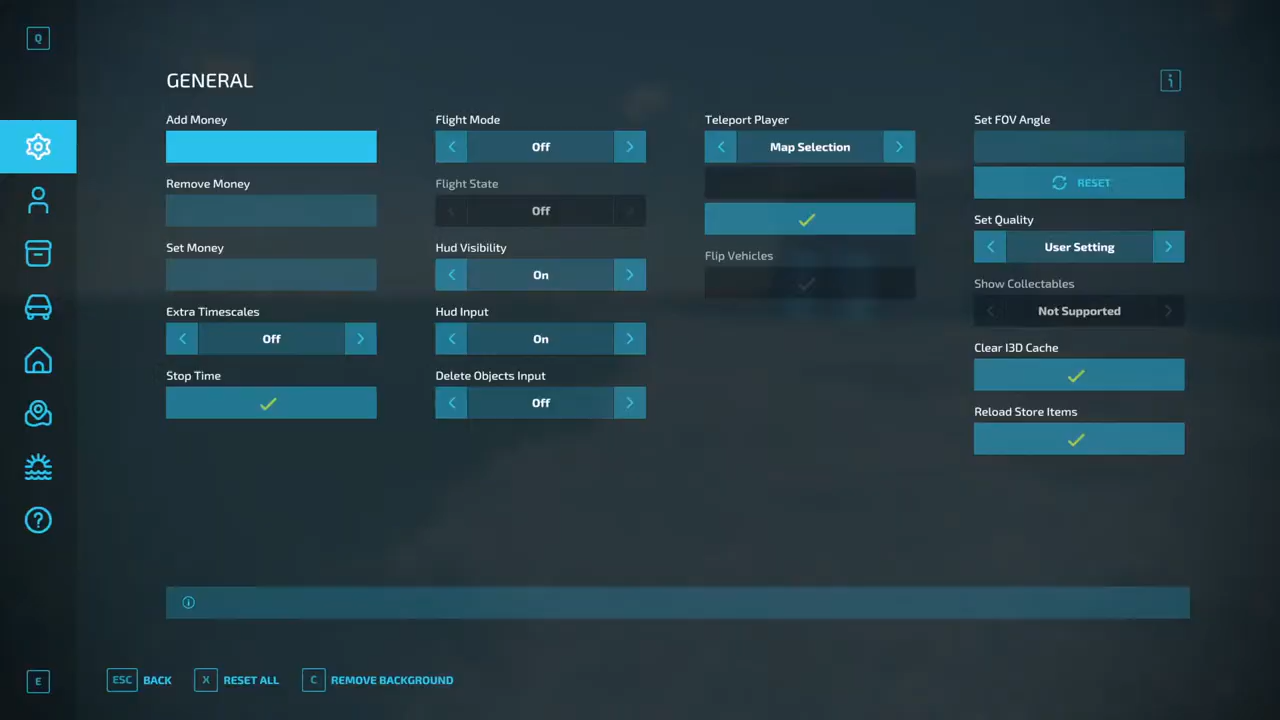 Q
GENERAL
Add Money
Remove Money
Set Money
Extra Timescales
Off
Stop Time
Flight Mode
Off
Flight State
Off
Hud Visibility
On
Hud Input
On
Delete Objects Input
Off
Teleport Player
Map Selection
Flip Vehicles
Set FOV Angle
RESET
Set Quality
User Setting
Show Collectables
Not Supported
Clear I3D Cache
Reload Store Items
E
ESC BACK X RESET ALL C REMOVE BACKGROUND